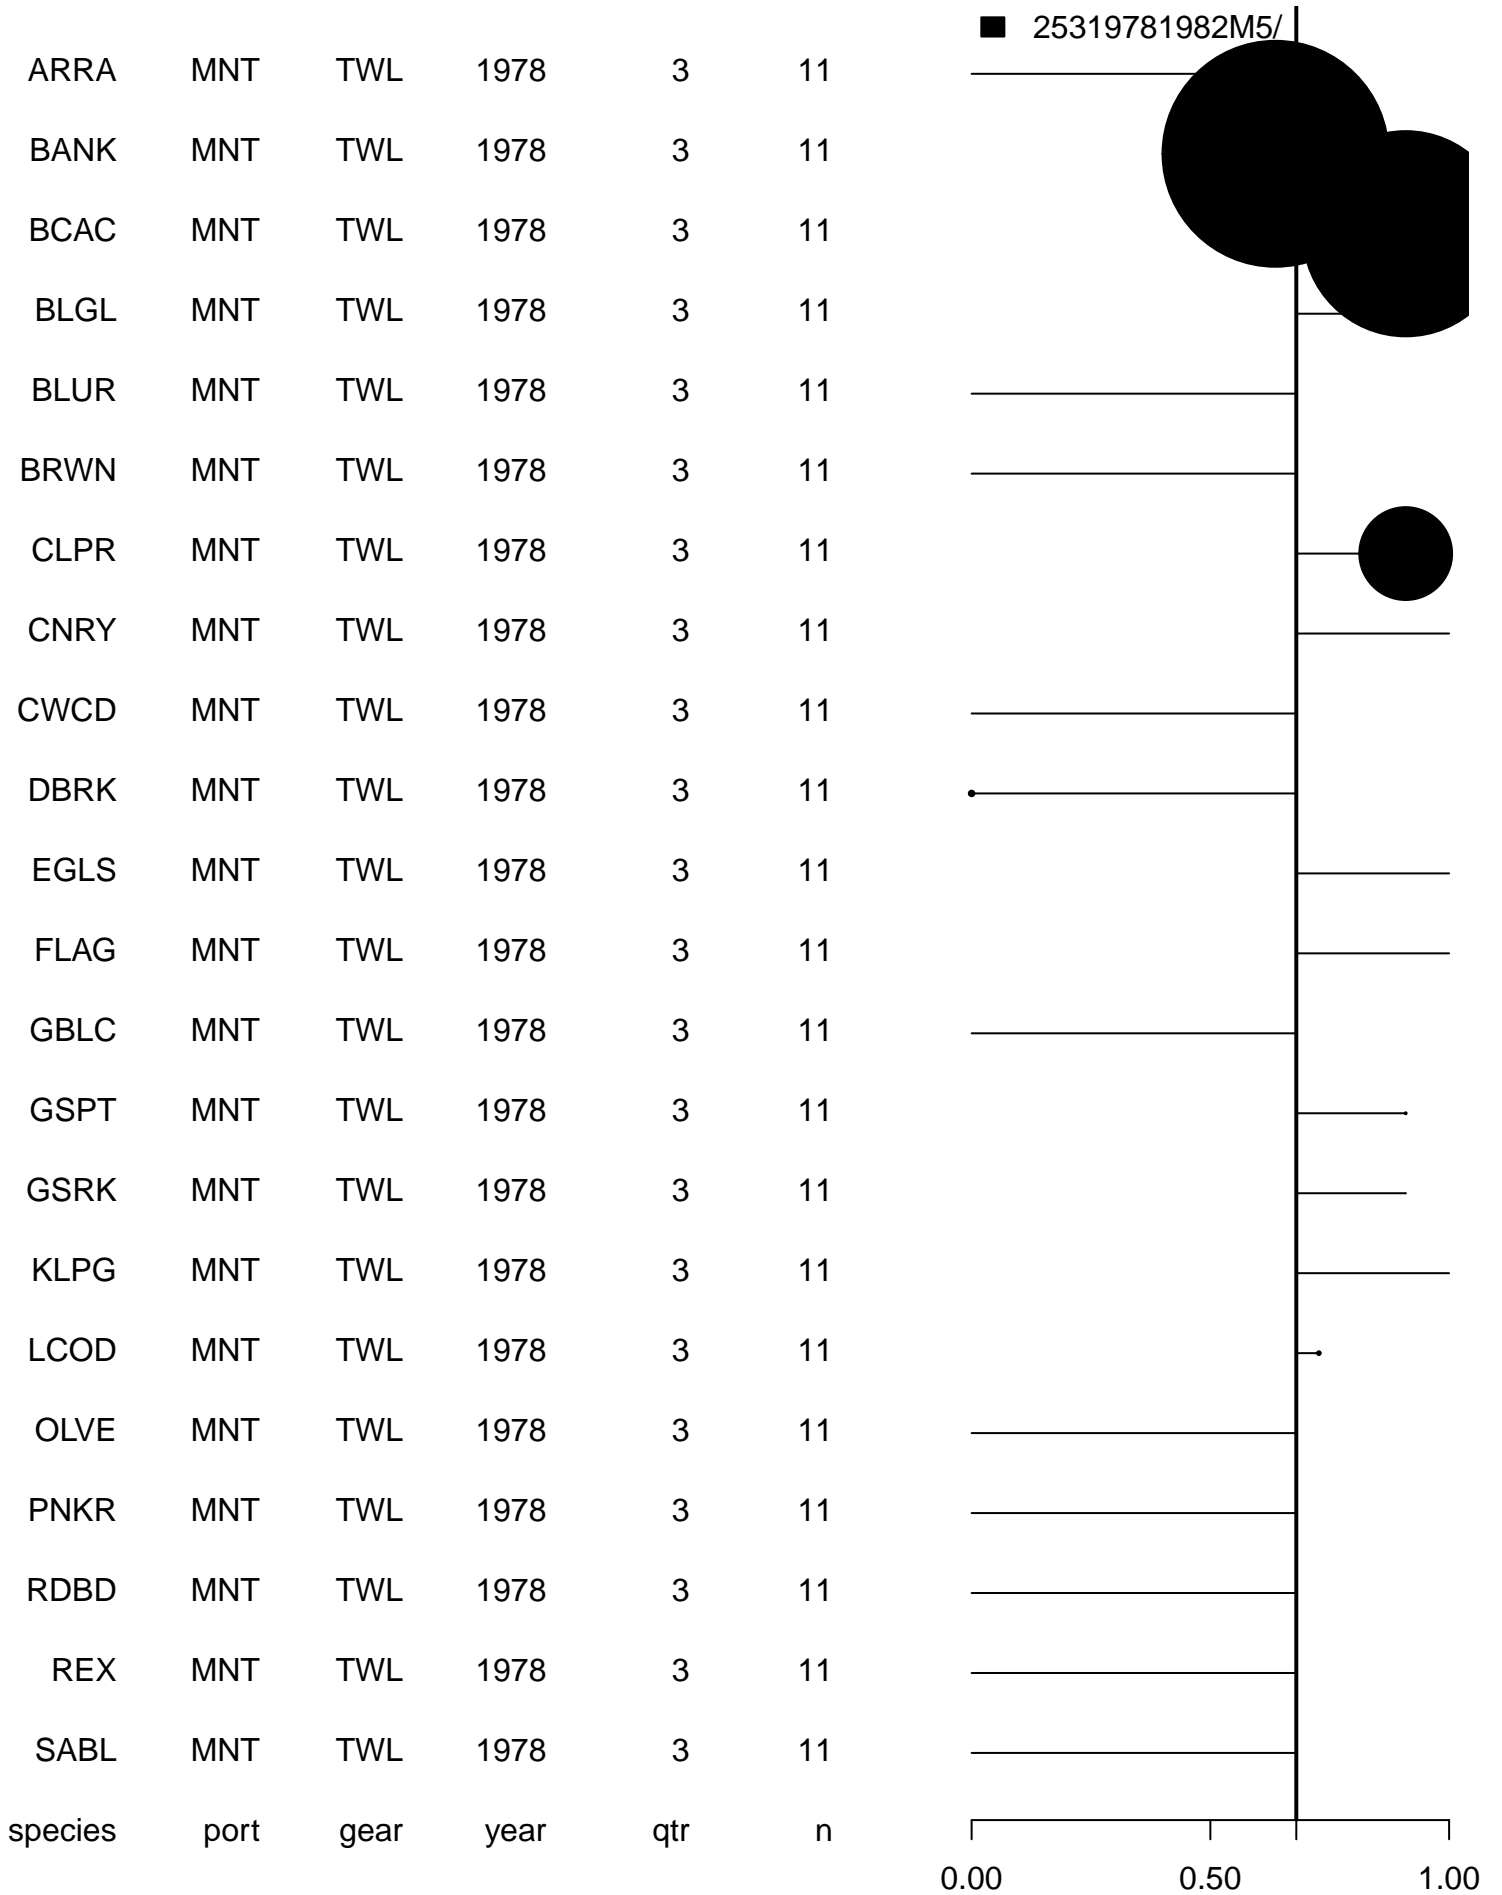 25319781982M5/
ARRA MNT TWL 1978 3 11
BANK MNT TWL 1978 3 11
BCAC MNT TWL 1978 3 11
BLGL MNT TWL 1978 3 11
BLUR MNT TWL 1978 3 11
BRWN MNT TWL 1978 3 11
CLPR MNT TWL 1978 3 11
CNRY MNT TWL 1978 3 11
CWCD MNT TWL 1978 3 11
DBRK MNT TWL 1978 3 11
EGLS MNT TWL 1978 3 11
FLAG MNT TWL 1978 3 11
GBLC MNT TWL 1978 3 11
GSPT MNT TWL 1978 3 11
GSRK MNT TWL 1978 3 11
KLPG MNT TWL 1978 3 11
LCOD MNT TWL 1978 3 11
OLVE MNT TWL 1978 3 11
PNKR MNT TWL 1978 3 11
RDBD MNT TWL 1978 3 11
REX MNT TWL 1978 3 11
SABL MNT TWL 1978 3 11
species port gear year qtr n
0.00 0.50 1.00